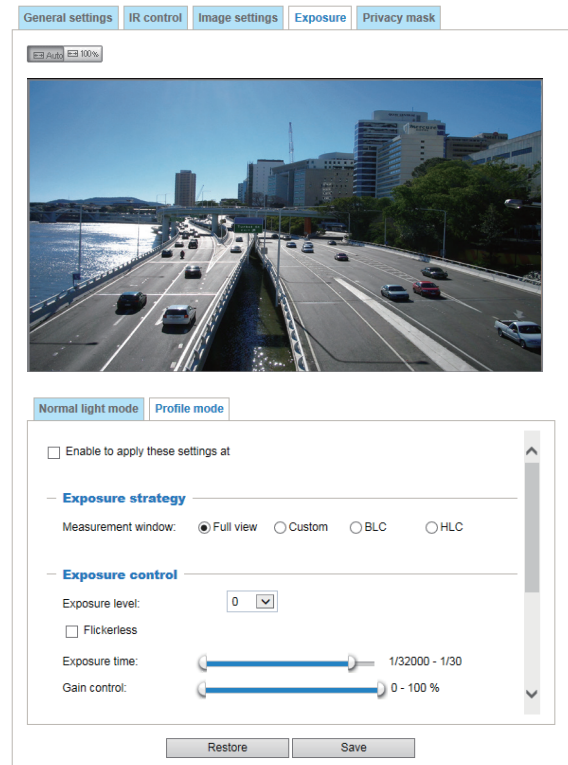 General settings IR control Image settings Exposure Privacy mask
Auto 100%
Normal light mode Profile mode
Enable to apply these settings at
Exposure strategy
Measurement window: Full view Custom BLC HLC
Exposure control
Exposure level: 0
Flickerless
Exposure time: 1/32000 - 1/30
Gain control: 0 - 100 %
Restore Save